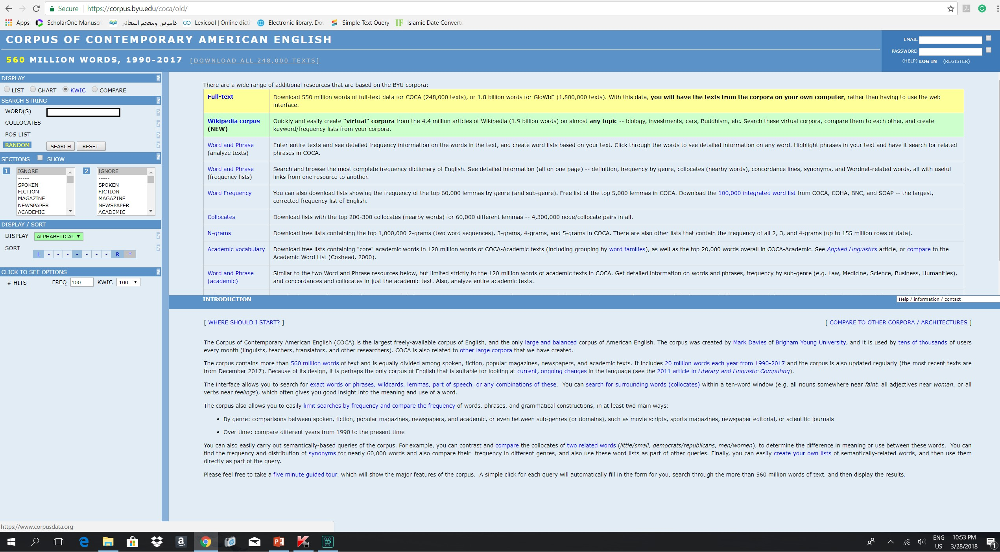 Secure https://corpus.byu.edu/coca/old/
Apps ScholarOne Manuscri قاموس ومعجم المعاني Lexicool | Online dicti Electronic library. Do Simple Text Query IF Islamic Date Converte
CORPUS OF CONTEMPORARY AMERICAN ENGLISH
560 MILLION WORDS, 1990-2017 [DOWNLOAD ALL 248,000 TEXTS]
EMAIL
PASSWORD
(HELP) LOG IN (REGISTER)
DISPLAY ?
LIST CHART KWIC COMPARE
SEARCH STRING ?
WORD(S) ?
COLLOCATES ?
POS LIST ?
RANDOM SEARCH RESET ?
SECTIONS SHOW ?
1 IGNORE 2 IGNORE
----- -----
SPOKEN SPOKEN
FICTION FICTION
MAGAZINE MAGAZINE
NEWSPAPER NEWSPAPER
ACADEMIC ACADEMIC
DISPLAY / SORT
DISPLAY ALPHABETICAL ?
SORT ?
L - - - - - - - R *
CLICK TO SEE OPTIONS ?
# HITS FREQ 100 KWIC 100
There are a wide range of additional resources that are based on the BYU corpora:
Full-text Download 550 million words of full-text data for COCA (248,000 texts), or 1.8 billion words for GloWbE (1,800,000 texts). With this data, you will have the texts from the corpora on your own computer, rather than having to use the web
interface.
Wikipedia corpus Quickly and easily create "virtual" corpora from the 4.4 million articles of Wikipedia (1.9 billion words) on almost any topic -- biology, investments, cars, Buddhism, etc. Search these virtual corpora, compare them to each other, and create
(NEW) keyword/frequency lists from your corpora.
Word and Phrase Enter entire texts and see detailed frequency information on the words in the text, and create word lists based on your text. Click through the words to see detailed information on any word. Highlight phrases in your text and have it search for related
(analyze texts) phrases in COCA.
Word and Phrase Search and browse the most complete frequency dictionary of English. See detailed information (all on one page) -- definition, frequency by genre, collocates (nearby words), concordance lines, synonyms, and Wordnet-related words, all with useful
(frequency lists) links from one resource to another.
Word Frequency You can also download lists showing the frequency of the top 60,000 lemmas by genre (and sub-genre). Free list of the top 5,000 lemmas in COCA. Download the 100,000 integrated word list from COCA, COHA, BNC, and SOAP -- the largest,
corrected frequency list of English.
Collocates Download lists with the top 200-300 collocates (nearby words) for 60,000 different lemmas -- 4,300,000 node/collocate pairs in all.
N-grams Download free lists containing the top 1,000,000 2-grams (two word sequences), 3-grams, 4-grams, and 5-grams in COCA. There are also other lists that contain the frequency of all 2, 3, and 4-grams (up to 155 million rows of data).
Academic vocabulary Download free lists containing "core" academic words in 120 million words of COCA-Academic texts (including grouping by word families), as well as the top 20,000 words overall in COCA-Academic. See Applied Linguistics article, or compare to the
Academic Word List (Coxhead, 2000).
Word and Phrase Similar to the two Word and Phrase resources below, but limited strictly to the 120 million words of academic texts in COCA. Get detailed information on words and phrases, frequency by sub-genre (e.g. Law, Medicine, Science, Business, Humanities),
(academic) and concordances and collocates in just the academic text. Also, analyze entire academic texts.
INTRODUCTION Help / information / contact
[ WHERE SHOULD I START? ] [ COMPARE TO OTHER CORPORA / ARCHITECTURES ]
The Corpus of Contemporary American English (COCA) is the largest freely-available corpus of English, and the only large and balanced corpus of American English. The corpus was created by Mark Davies of Brigham Young University, and it is used by tens of thousands of users
every month (linguists, teachers, translators, and other researchers). COCA is also related to other large corpora that we have created.
The corpus contains more than 560 million words of text and is equally divided among spoken, fiction, popular magazines, newspapers, and academic texts. It includes 20 million words each year from 1990-2017 and the corpus is also updated regularly (the most recent texts are
from December 2017). Because of its design, it is perhaps the only corpus of English that is suitable for looking at current, ongoing changes in the language (see the 2011 article in Literary and Linguistic Computing).
The interface allows you to search for exact words or phrases, wildcards, lemmas, part of speech, or any combinations of these. You can search for surrounding words (collocates) within a ten-word window (e.g. all nouns somewhere near faint, all adjectives near woman, or all
verbs near feelings), which often gives you good insight into the meaning and use of a word.
The corpus also allows you to easily limit searches by frequency and compare the frequency of words, phrases, and grammatical constructions, in at least two main ways:
• By genre: comparisons between spoken, fiction, popular magazines, newspapers, and academic, or even between sub-genres (or domains), such as movie scripts, sports magazines, newspaper editorial, or scientific journals
• Over time: compare different years from 1990 to the present time
You can also easily carry out semantically-based queries of the corpus. For example, you can contrast and compare the collocates of two related words (little/small, democrats/republicans, men/women), to determine the difference in meaning or use between these words. You can
find the frequency and distribution of synonyms for nearly 60,000 words and also compare their frequency in different genres, and also use these word lists as part of other queries. Finally, you can easily create your own lists of semantically-related words, and then use them
directly as part of the query.
Please feel free to take a five minute guided tour, which will show the major features of the corpus. A simple click for each query will automatically fill in the form for you, search through the more than 560 million words of text, and then display the results.
https://www.corpusdata.org
ENG 10:53 PM
US 3/28/2018 1